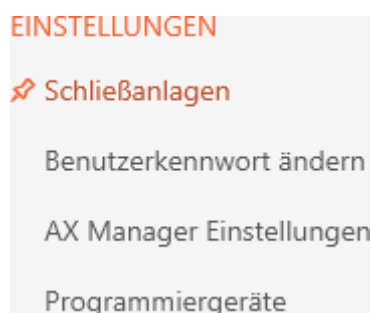 EINSTELLUNGEN
Schließanlagen
Benutzerkennwort ändern
AX Manager Einstellungen
Programmiergeräte